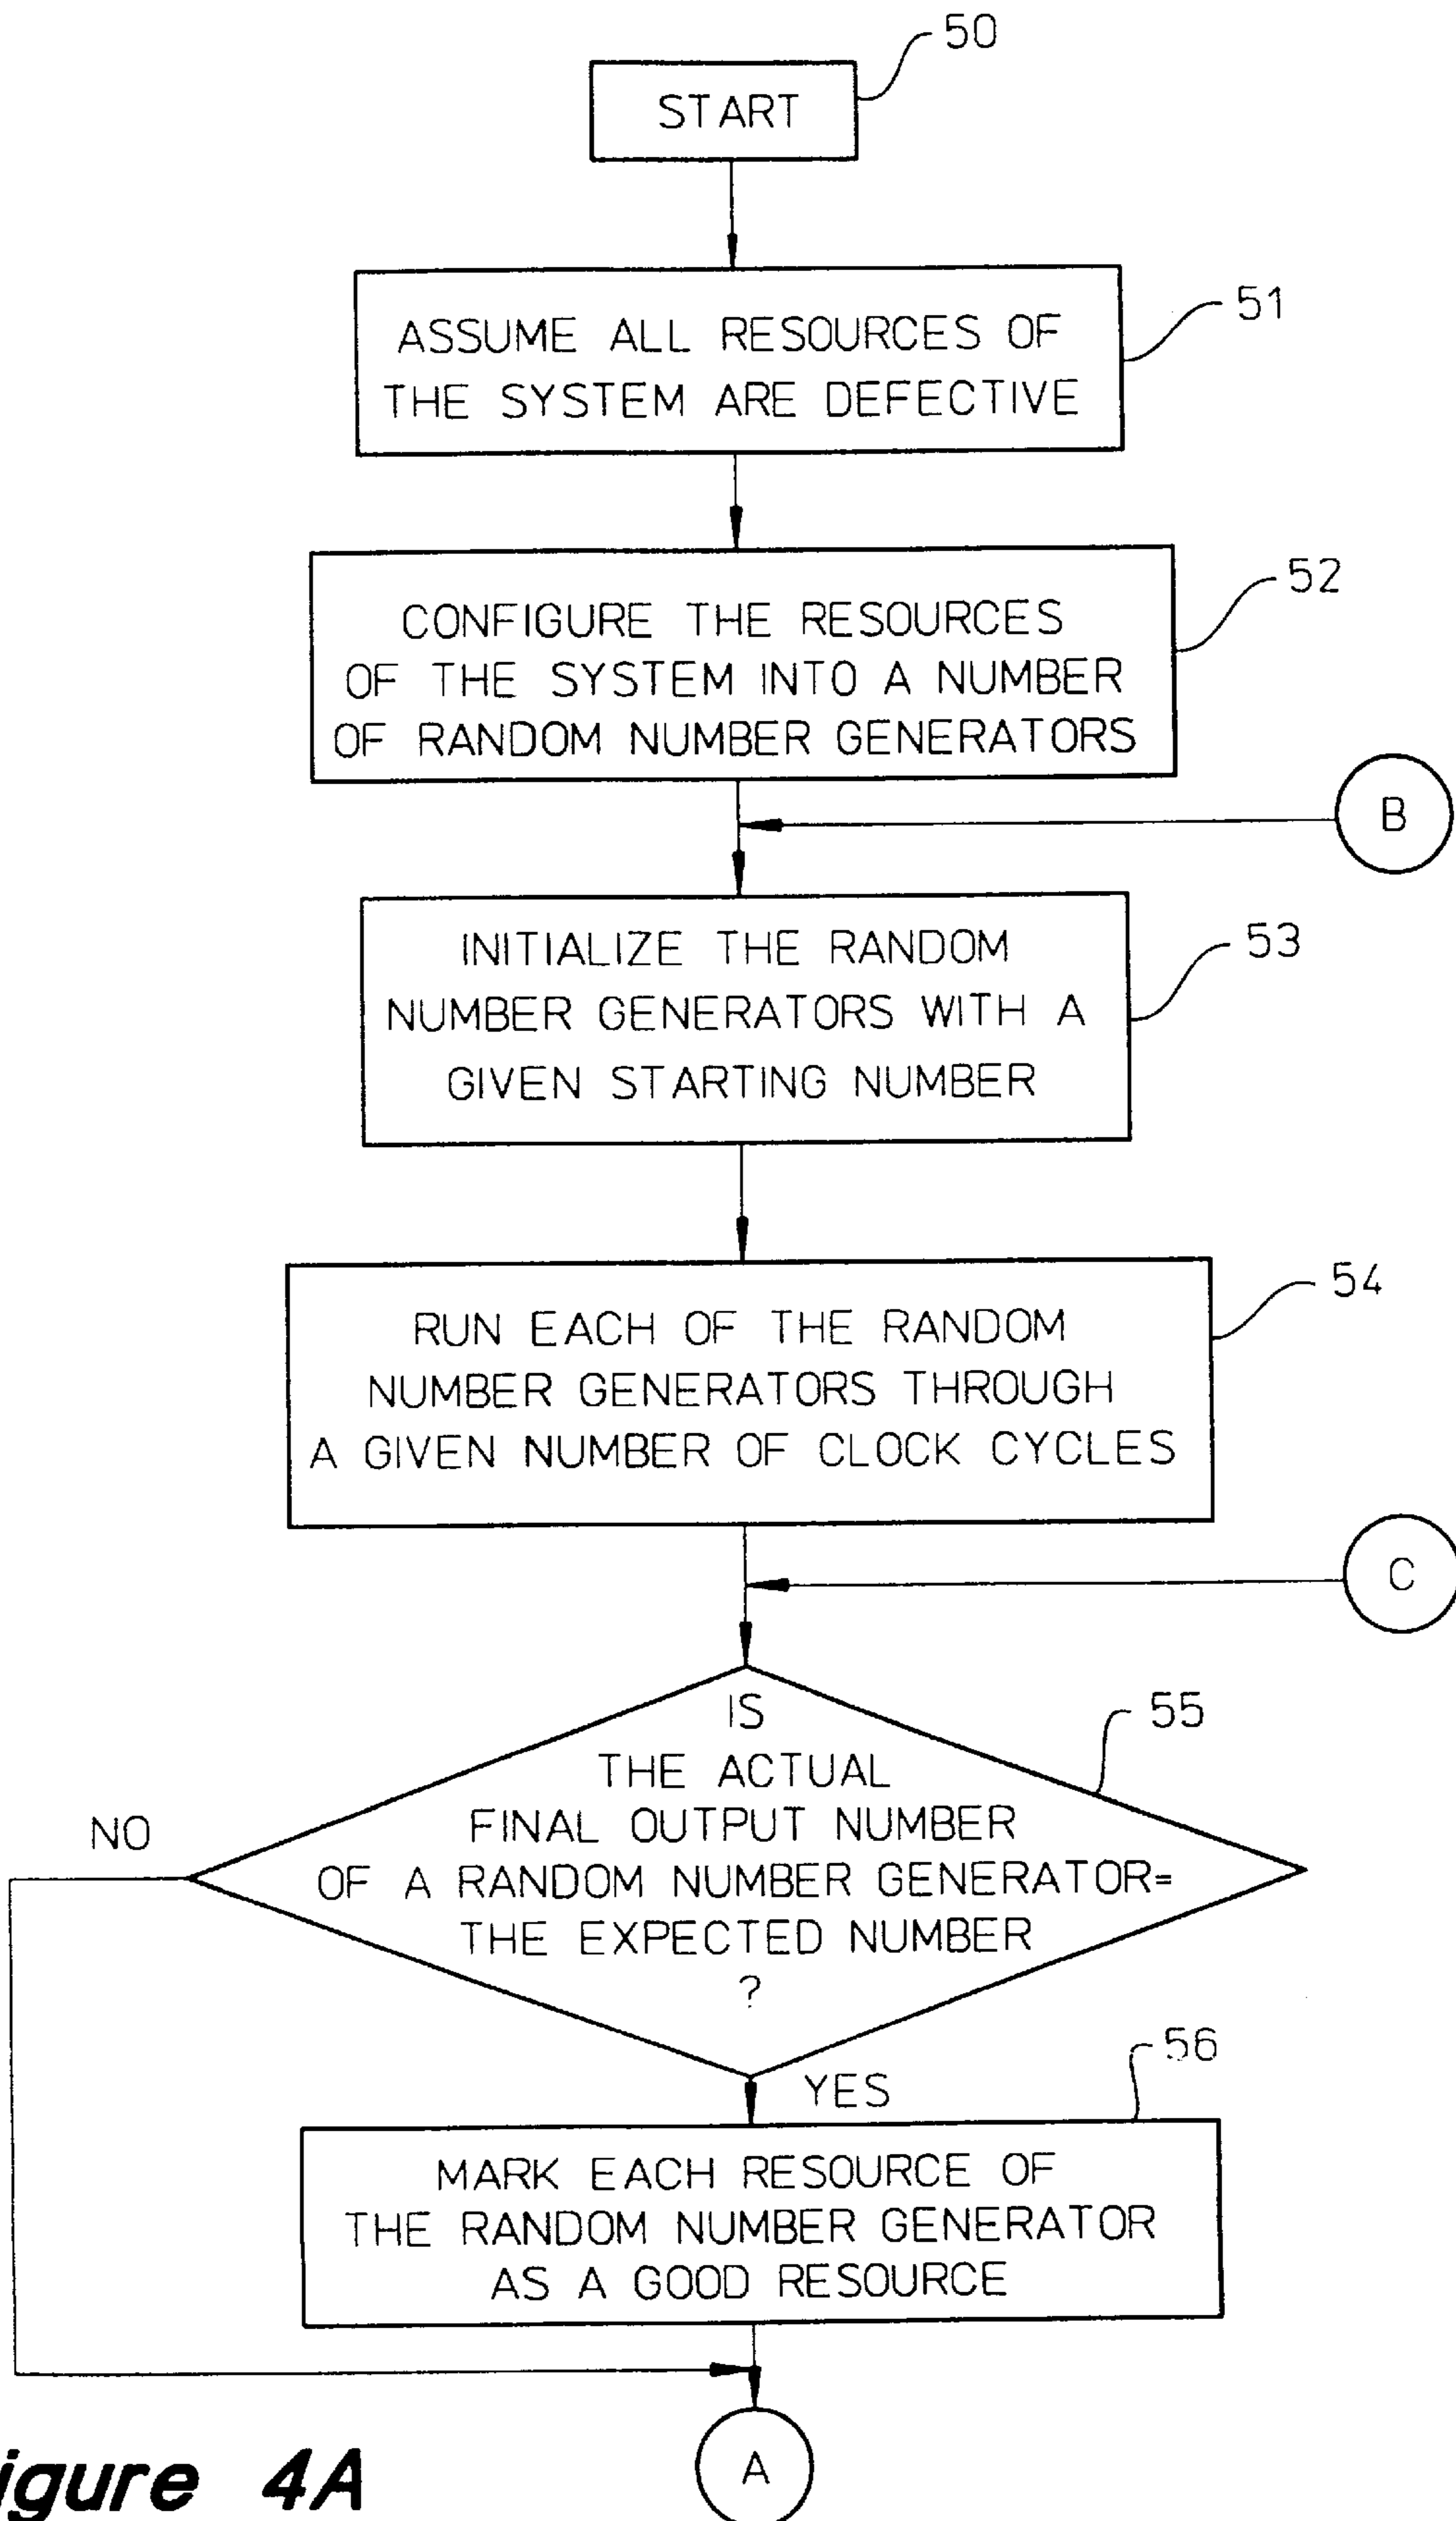 50
START
51
ASSUME ALL RESOURCES OF
THE SYSTEM ARE DEFECTIVE
52
CONFIGURE THE RESOURCES
OF THE SYSTEM INTO A NUMBER
OF RANDOM NUMBER GENERATORS
B
53
INITIALIZE THE RANDOM
NUMBER GENERATORS WITH A
GIVEN STARTING NUMBER
54
RUN EACH OF THE RANDOM
NUMBER GENERATORS THROUGH
A GIVEN NUMBER OF CLOCK CYCLES
C
55
IS
THE ACTUAL
FINAL OUTPUT NUMBER
OF A RANDOM NUMBER GENERATOR=
THE EXPECTED NUMBER
?
NO
YES
56
MARK EACH RESOURCE OF
THE RANDOM NUMBER GENERATOR
AS A GOOD RESOURCE
A
igure 4A